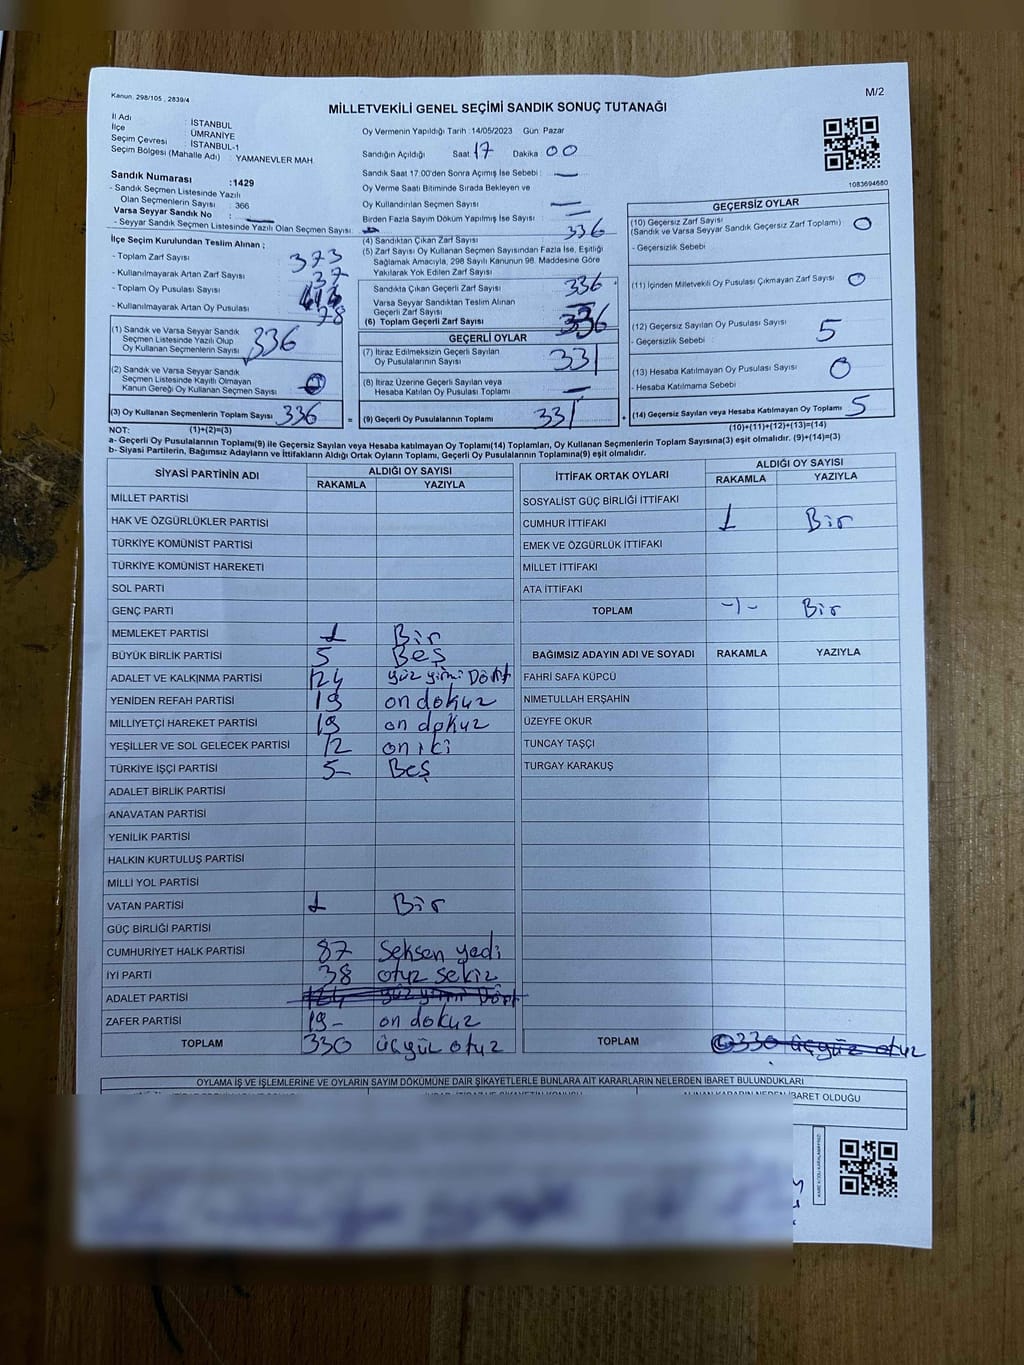 Kanun. 298/105 , 2839/4
M/2
MİLLETVEKİLİ GENEL SEÇİMİ SANDIK SONUÇ TUTANAĞI
İl Adı : İSTANBUL
İlçe : ÜMRANİYE
Seçim Çevresi : İSTANBUL-1
Seçim Bölgesi (Mahalle Adı) : YAMANEVLER MAH
Sandık Numarası :1429
- Sandık Seçmen Listesinde Yazılı
Olan Seçmenlerin Sayısı : 366
Varsa Seyyar Sandık No : —
- Seyyar Sandık Listesinde Yazılı Olan Seçmen Sayısı: —
İlçe Seçim Kurulundan Teslim Alınan ;
- Toplam Zarf Sayısı 373
- Kullanılmayarak Artan Zarf Sayısı 37
- Toplam Oy Pusulası Sayısı
- Kullanılmayarak Artan Oy Pusulası 78
(1) Sandık ve Varsa Seyyar Sandık
Seçmen Listesinde Yazılı Olup
Oy Kullanan Seçmenlerin Sayısı 336
(2) Sandık ve Varsa Seyyar Sandık
Seçmen Listesinde Kayıtlı Olmayan
Kanun Gereği Oy Kullanan Seçmen Sayısı 0
(3) Oy Kullanan Seçmenlerin Toplam Sayısı 336
Oy Vermenin Yapıldığı Tarih :14/05/2023 Gün: Pazar
Sandığın Açıldığı Saat 17 Dakika 00
Sandık Saat 17.00'den Sonra Açılmış İse Sebebi : —
Oy Verme Saati Bitiminde Sırada Bekleyen ve
Oy Kullandırılan Seçmen Sayısı : —
Birden Fazla Sayım Döküm Yapılmış İse Sayısı : —
(4) Sandıktan Çıkan Zarf Sayısı 336
(5) Zarf Sayısı Oy Kullanan Seçmen Sayısından Fazla İse, Eşitliği
Sağlamak Amacıyla, 298 Sayılı Kanunun 98. Maddesine Göre
Yakılarak Yok Edilen Zarf Sayısı
Sandıkta Çıkan Geçerli Zarf Sayısı 336
Varsa Seyyar Sandıktan Teslim Alınan
Geçerli Zarf Sayısı —
(6) Toplam Geçerli Zarf Sayısı 336
GEÇERLİ OYLAR
(7) İtiraz Edilmeksizin Geçerli Sayılan
Oy Pusulalarının Sayısı 331
(8) İtiraz Üzerine Geçerli Sayılan veya
Hesaba Katılan Oy Pusulası Sayısı —
= (9) Geçerli Oy Pusulalarının Toplamı 331
1083694680
GEÇERSİZ OYLAR
(10) Geçersiz Zarf Sayısı
(Sandık ve Varsa Seyyar Sandık Geçersiz Zarf Toplamı) 0
- Geçersizlik Sebebi
(11) İçinden Milletvekili Oy Pusulası Çıkmayan Zarf Sayısı 0
(12) Geçersiz Sayılan Oy Pusulası Sayısı 5
- Geçersizlik Sebebi
(13) Hesaba Katılmayan Oy Pusulası Sayısı 0
- Hesaba Katılmama Sebebi
+ (14) Geçersiz Sayılan veya Hesaba Katılmayan Oy Toplamı 5
NOT: (1)+(2)=(3) (10)+(11)+(12)+(13)=(14)
a- Geçerli Oy Pusulalarının Toplamı(9) ile Geçersiz Sayılan veya Hesaba katılmayan Oy Toplam(14) Toplamları, Oy Kullanan Seçmenlerin Toplam Sayısına(3) eşit olmalıdır. (9)+(14)=(3)
b- Siyasi Partilerin, Bağımsız Adayların ve İttifakların Aldığı Ortak Oyların Toplamı, Geçerli Oy Pusulalarının Toplamına(9) eşit olmalıdır.
SİYASİ PARTİNİN ADI ALDIĞI OY SAYISI
RAKAMLA YAZIYLA
MİLLET PARTİSİ
HAK VE ÖZGÜRLÜKLER PARTİSİ
TÜRKİYE KOMÜNİST PARTİSİ
TÜRKİYE KOMÜNİST HAREKETİ
SOL PARTİ
GENÇ PARTİ
MEMLEKET PARTİSİ 1 Bir
BÜYÜK BİRLİK PARTİSİ 5 Beş
ADALET VE KALKINMA PARTİSİ 124 yüz yirmi Dört
YENİDEN REFAH PARTİSİ 19 on dokuz
MİLLİYETÇİ HAREKET PARTİSİ 19 on dokuz
YEŞİLLER VE SOL GELECEK PARTİSİ 12 on iki
TÜRKİYE İŞÇİ PARTİSİ 5- Beş
ADALET BİRLİK PARTİSİ
ANAVATAN PARTİSİ
YENİLİK PARTİSİ
HALKIN KURTULUŞ PARTİSİ
MİLLİ YOL PARTİSİ
VATAN PARTİSİ 1 Bir
GÜÇ BİRLİĞİ PARTİSİ
CUMHURİYET HALK PARTİSİ 87 Seksen yedi
İYİ PARTİ 38 otuz sekiz
ADALET PARTİSİ 124 yüz yirmi Dört
ZAFER PARTİSİ 19- on dokuz
TOPLAM 330 üçyüz otuz
İTTİFAK ORTAK OYLARI ALDIĞI OY SAYISI
RAKAMLA YAZIYLA
SOSYALİST GÜÇ BİRLİĞİ İTTİFAKI
CUMHUR İTTİFAKI 1 Bir
EMEK VE ÖZGÜRLÜK İTTİFAKI
MİLLET İTTİFAKI
ATA İTTİFAKI
TOPLAM -1- Bir
BAĞIMSIZ ADAYIN ADI VE SOYADI RAKAMLA YAZIYLA
FAHRİ SAFA KÜPCÜ
NİMETULLAH ERŞAHİN
ÜZEYFE OKUR
TUNCAY TAŞÇI
TURGAY KARAKUŞ
TOPLAM 330 üçyüz otuz
OYLAMA İŞ VE İŞLEMLERİNE VE OYLARIN SAYIM DÖKÜMÜNE DAİR ŞİKAYETLERLE BUNLARA AİT KARARLARIN NELERDEN İBARET BULUNDUKLARI
ALINAN KARARIN NEDEN İBARET OLDUĞU